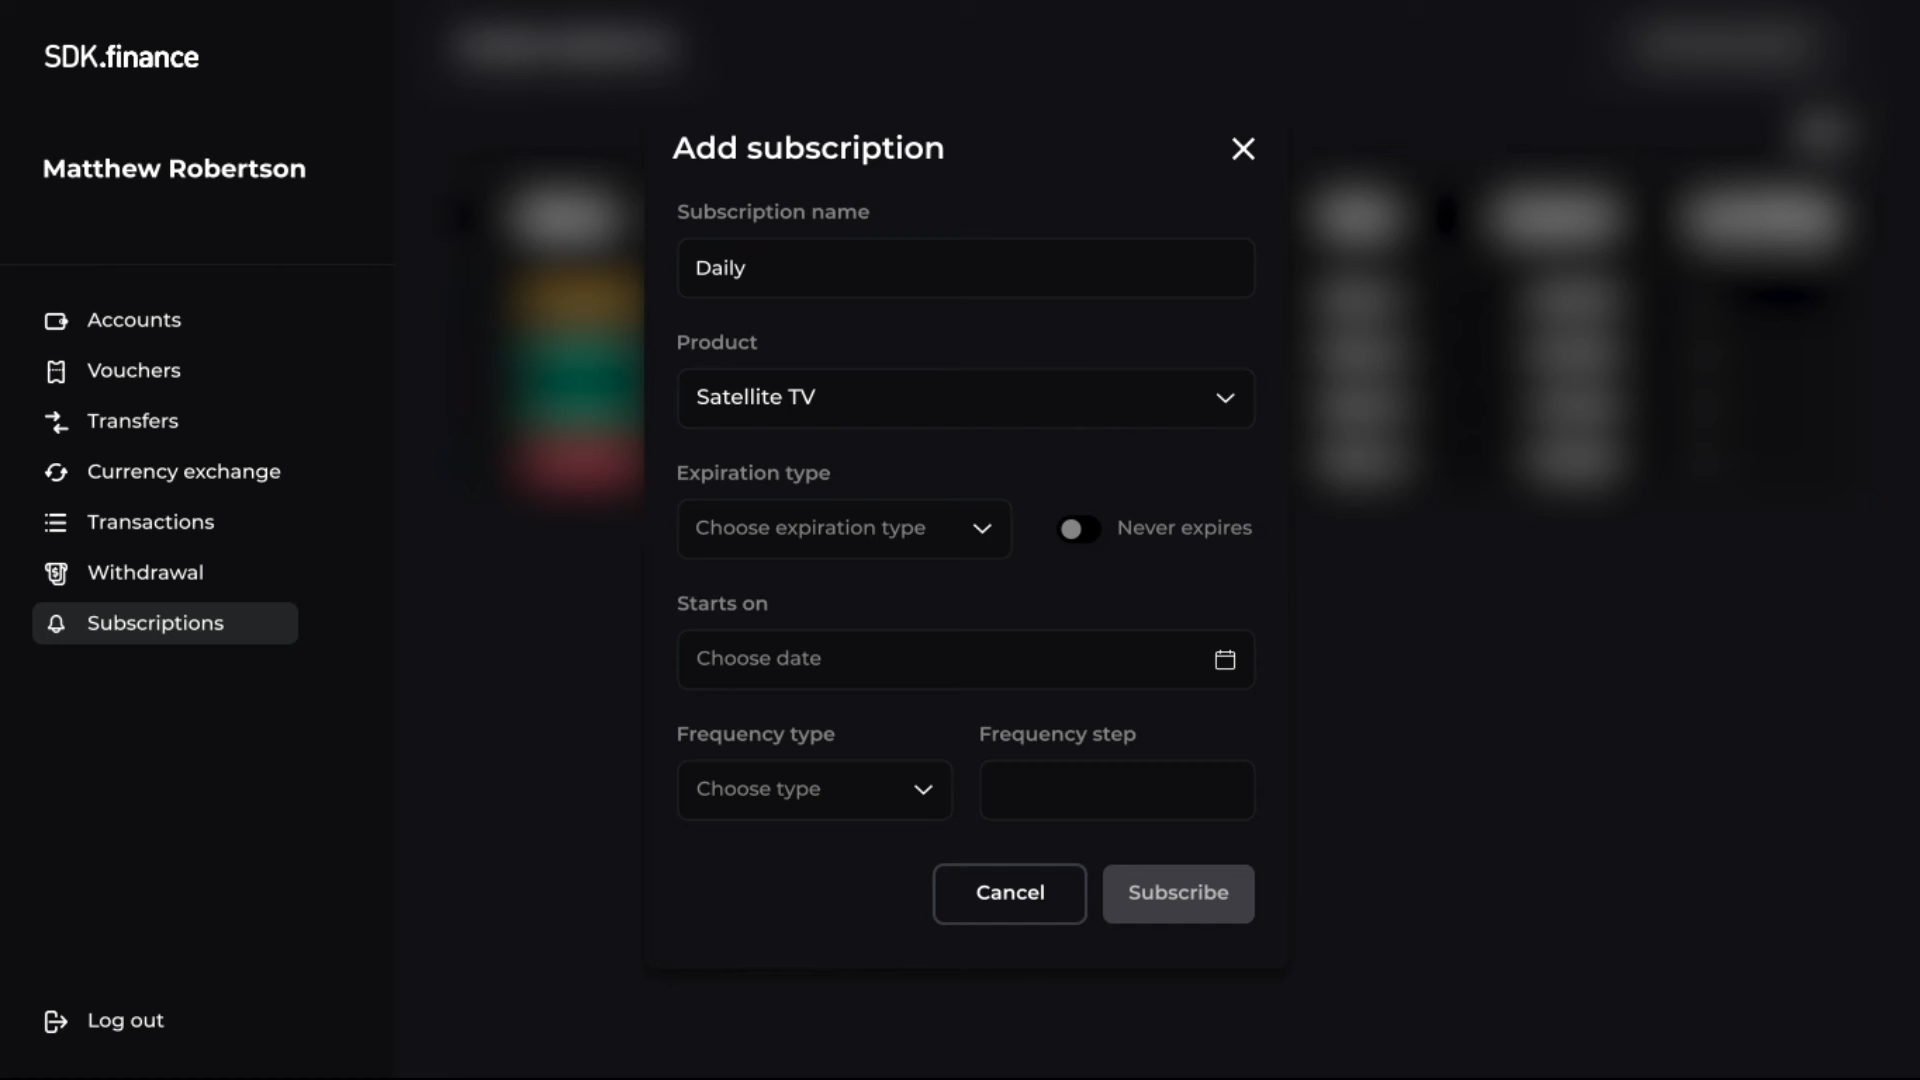 SDK.finance
Matthew Robertson
Accounts
Vouchers
Transfers
Currency exchange
Transactions
Withdrawal
Subscriptions
Log out
Add subscription
Subscription name
Daily
Product
Satellite TV
Expiration type
Choose expiration type
Never expires
Starts on
Choose date
Frequency type
Frequency step
Choose type
Cancel
Subscribe